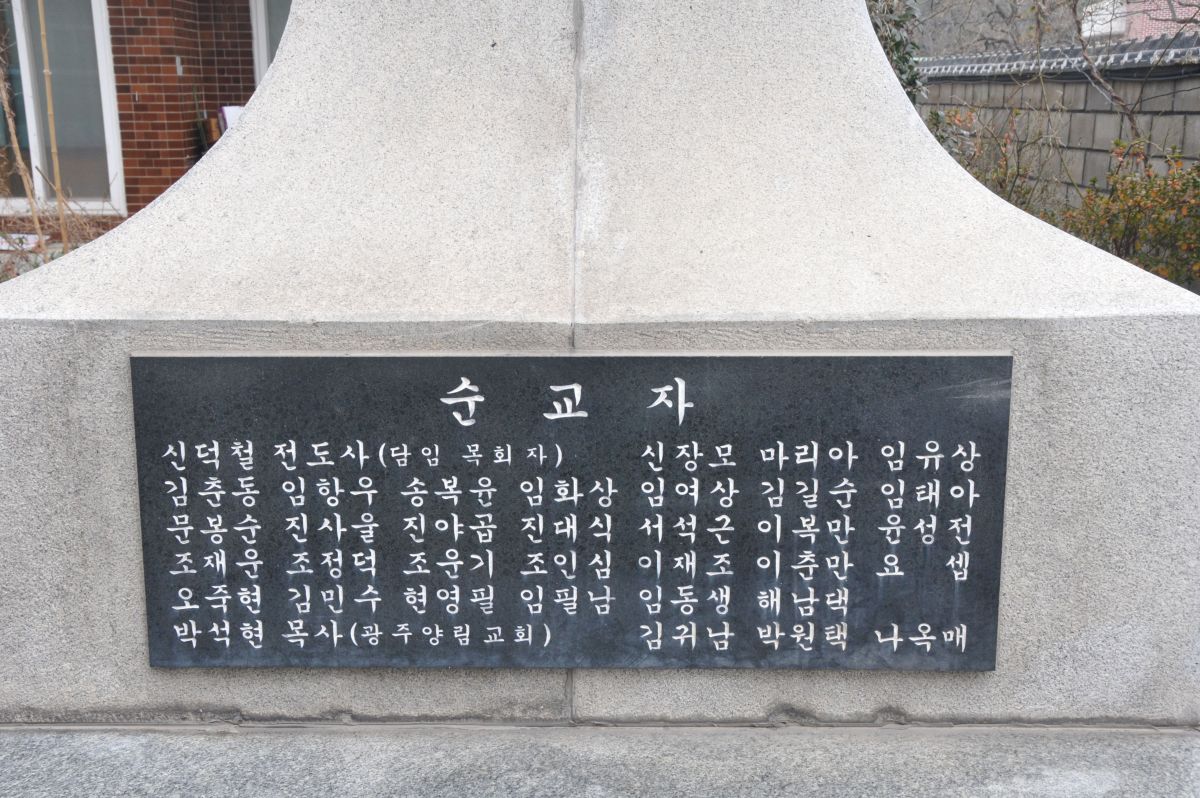 순 교 자
신덕철 전도사(담임 목회자) 신장모 마리아 임유상
김춘동 임항우 송복윤 임화상 임여상 김길순 임태아
문봉순 진사울 진야곱 진대식 서석근 이복만 윤성전
조재운 조정덕 조운기 조인심 이재조 이춘만 요 셉
오죽현 김민수 현영필 임필남 임동생 해남댁
박석현 목사(광주양림교회) 김귀남 박원택 나옥매